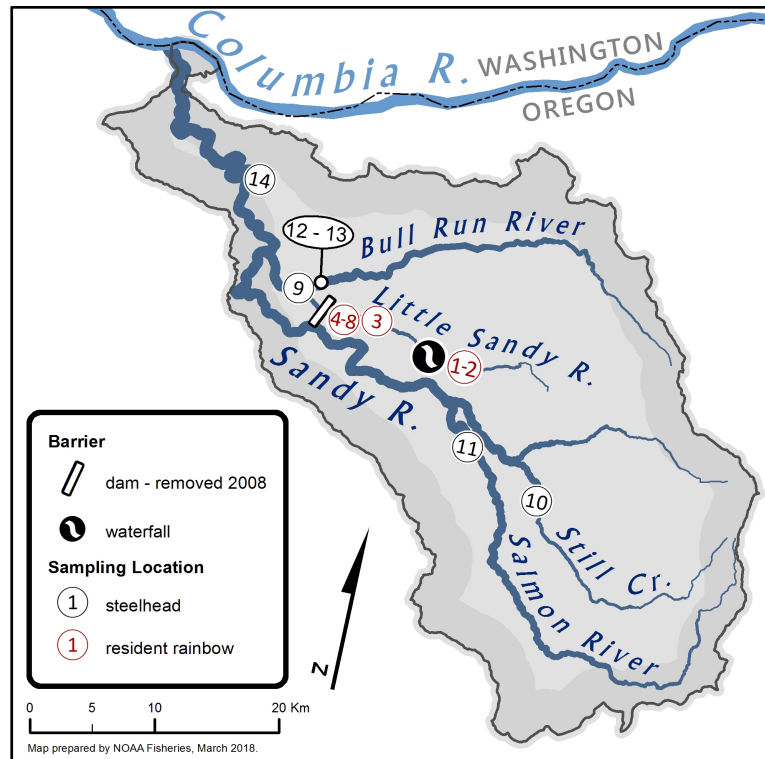 Columbia R.
WASHINGTON
OREGON
14
12 - 13
Bull Run River
9
4-8
3
Little Sandy R.
1-2
Sandy R.
11
10
Still Cr.
Salmon River
Barrier
dam - removed 2008
waterfall
Sampling Location
1 steelhead
1 resident rainbow
N
0 5 10 20 Km
Map prepared by NOAA Fisheries, March 2018.